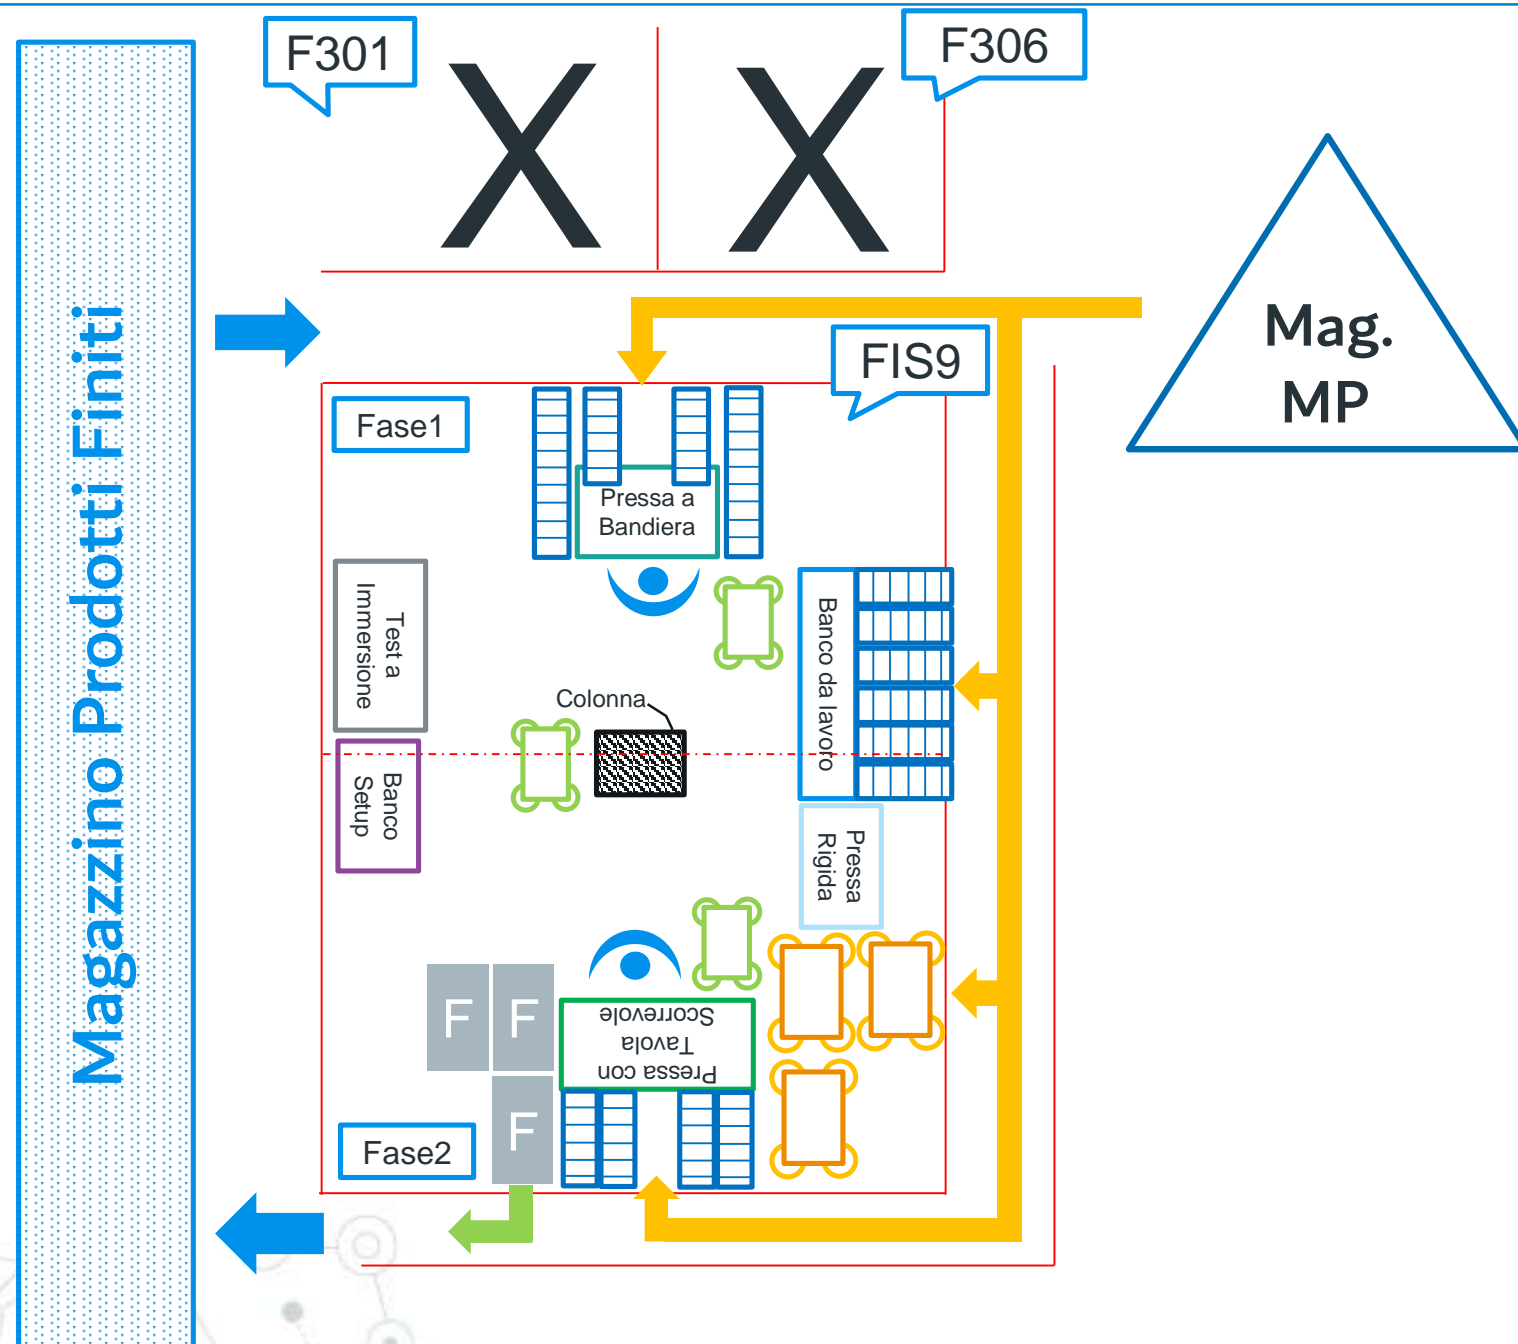 F301
F306
X
X
Mag.
MP
Magazzino Prodotti Finiti
FIS9
Fase1
Pressa a
Bandiera
Test a
Immersione
Banco da lavoro
Colonna
Banco
Setup
Pressa
Rigida
F
F
Pressa con
Tavola
Scorrevole
F
Fase2